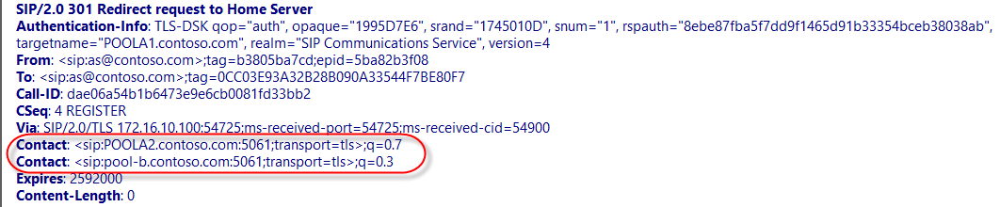 SIP/2.0 301 Redirect request to Home Server
Authentication-Info: TLS-DSK qop="auth", opaque="1995D7E6", srand="1745010D", snum="1", rspauth="8ebe87fba5f7dd9f1465d91b33354bceb38038ab",
targetname="POOLA1.contoso.com", realm="SIP Communications Service", version=4
From: <sip:as@contoso.com>;tag=b3805ba7cd;epid=5ba82b3f08
To: <sip:as@contoso.com>;tag=0CC03E93A32B28B090A33544F7BE80F7
Call-ID: dae06a54b1b6473e9e6cb0081fd33bb2
CSeq: 4 REGISTER
Via: SIP/2.0/TLS 172.16.10.100:54725;ms-received-port=54725;ms-received-cid=54900
Contact: <sip:POOLA2.contoso.com:5061;transport=tls>;q=0.7
Contact: <sip:pool-b.contoso.com:5061;transport=tls>;q=0.3
Expires: 2592000
Content-Length: 0